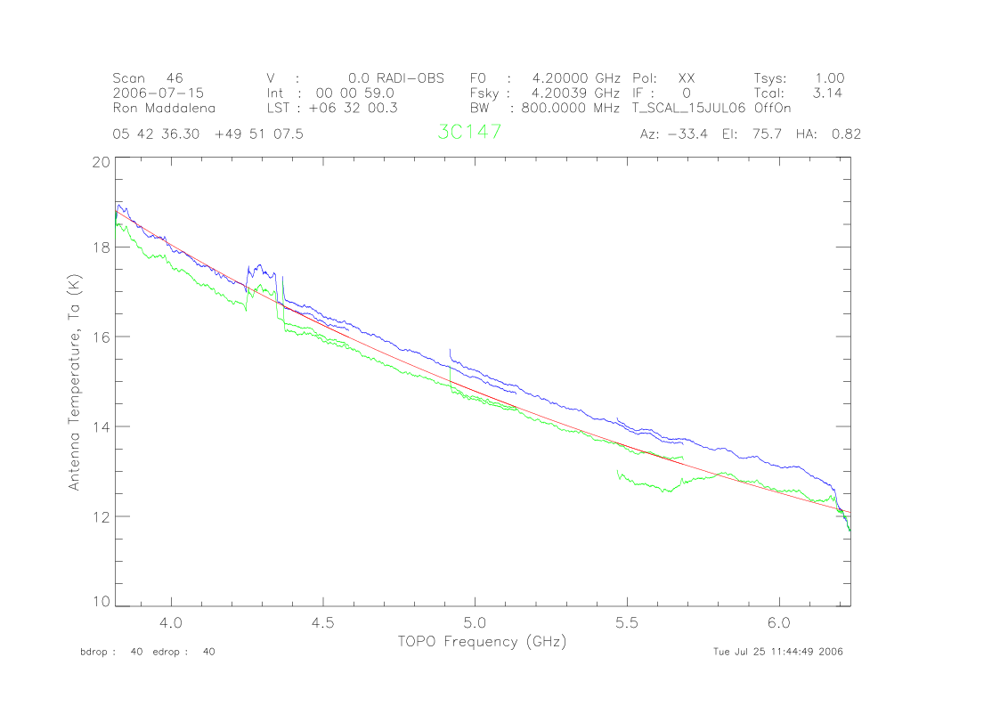 Scan 46 V : 0.0 RADI-OBS F0 : 4.20000 GHz Pol: XX Tsys: 1.00
2006-07-15 Int : 00 00 59.0 Fsky : 4.20039 GHz IF : 0 Tcal: 3.14
Ron Maddalena LST : +06 32 00.3 BW : 800.0000 MHz T_SCAL_15JUL06 OffOn
05 42 36.30 +49 51 07.5 3C147 Az: -33.4 El: 75.7 HA: 0.82
20
18
16
14
12
10
Antenna Temperature, Ta (K)
4.0 4.5 5.0 5.5 6.0
TOPO Frequency (GHz)
bdrop : 40 edrop : 40 Tue Jul 25 11:44:49 2006